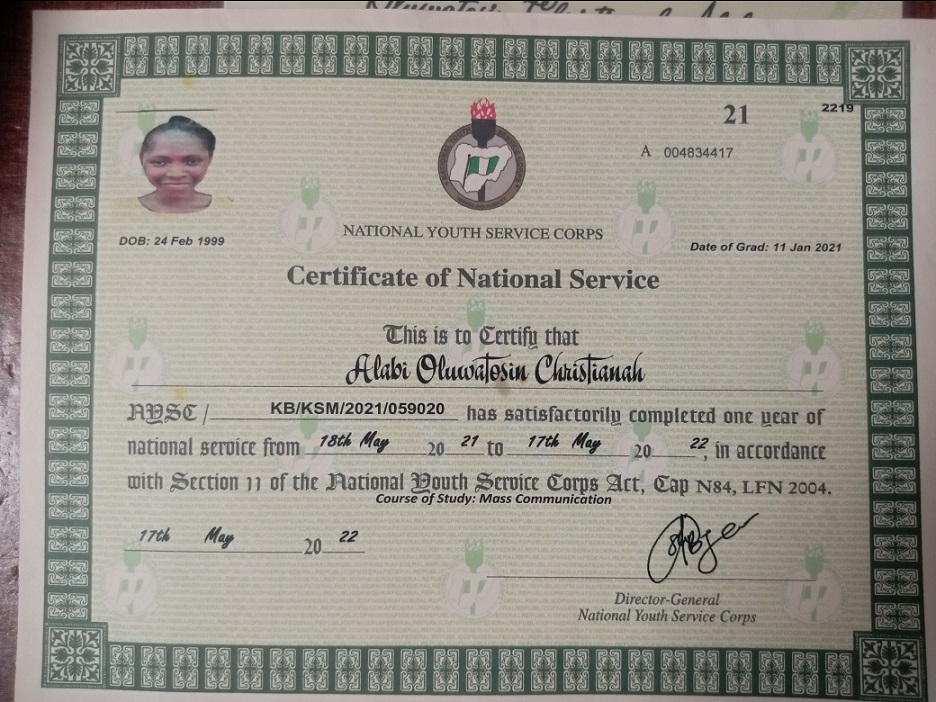 21
2219
A 004834417
NATIONAL YOUTH SERVICE CORPS
DOB: 24 Feb 1999
Date of Grad: 11 Jan 2021
Certificate of National Service
This is to Certify that
Alabi Oluwatosin Christianah
NYSC / KB/KSM/2021/059020 has satisfactorily completed one year of
national service from 18th May 20 21 to 17th May 20 22, in accordance
with Section 11 of the National Youth Service Corps Act, Cap N84, LFN 2004.
Course of Study: Mass Communication
17th May 20 22
Director-General
National Youth Service Corps